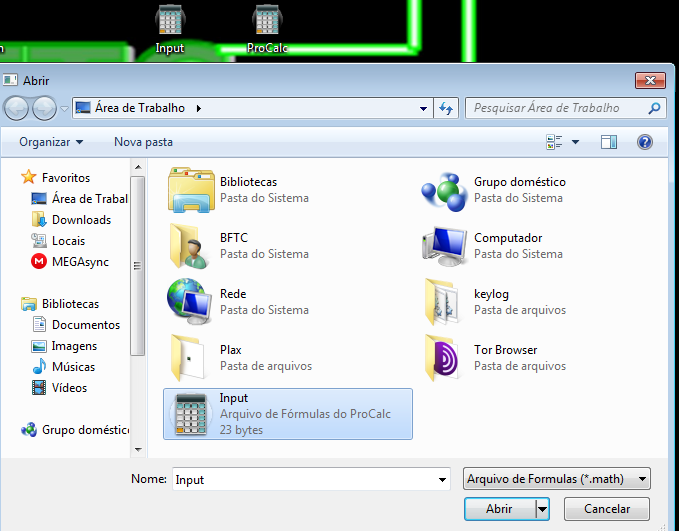 n
Input
ProCalc
Abrir
Área de Trabalho
Pesquisar Área de Trabalho
Organizar
Nova pasta
Favoritos
Área de Trabal
Downloads
Locais
MEGAsync
Bibliotecas
Documentos
Imagens
Músicas
Vídeos
Grupo doméstic
Bibliotecas
Pasta do Sistema
Grupo doméstico
Pasta do Sistema
BFTC
Pasta do Sistema
Computador
Pasta do Sistema
Rede
Pasta do Sistema
keylog
Pasta de arquivos
Plax
Pasta de arquivos
Tor Browser
Pasta de arquivos
Input
Arquivo de Fórmulas do ProCalc
23 bytes
Nome:
Input
Arquivo de Formulas (*.math)
Abrir
Cancelar